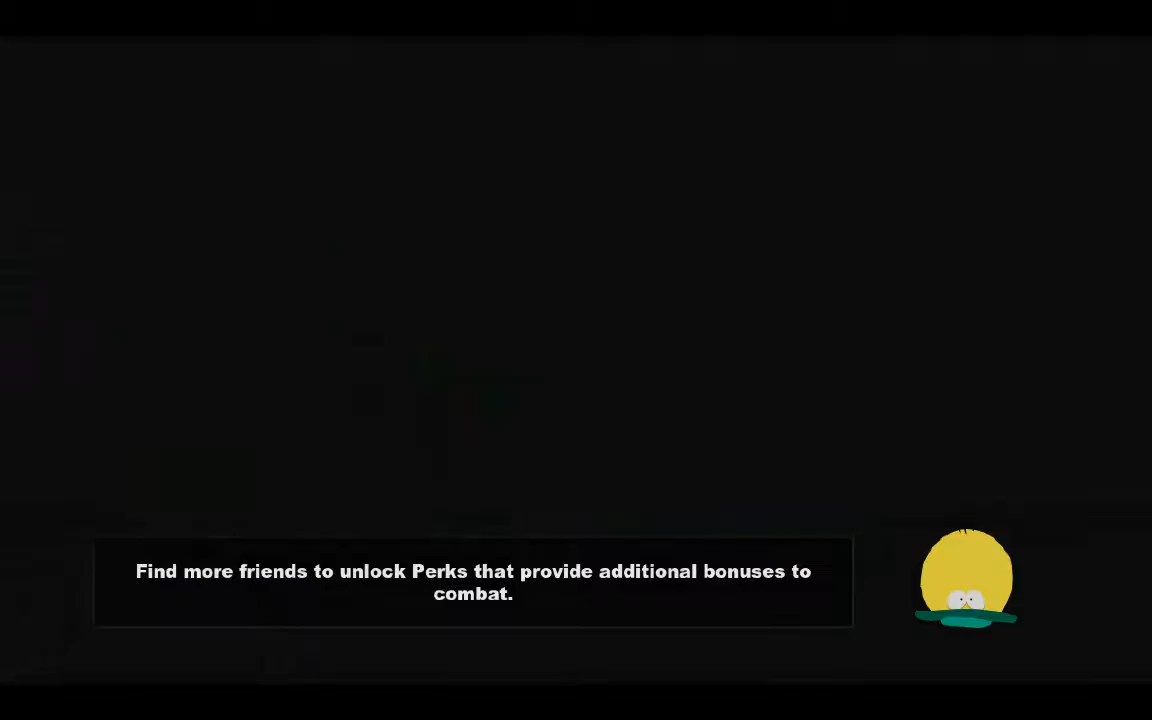 Find more friends to unlock Perks that provide additional bonuses to
combat.